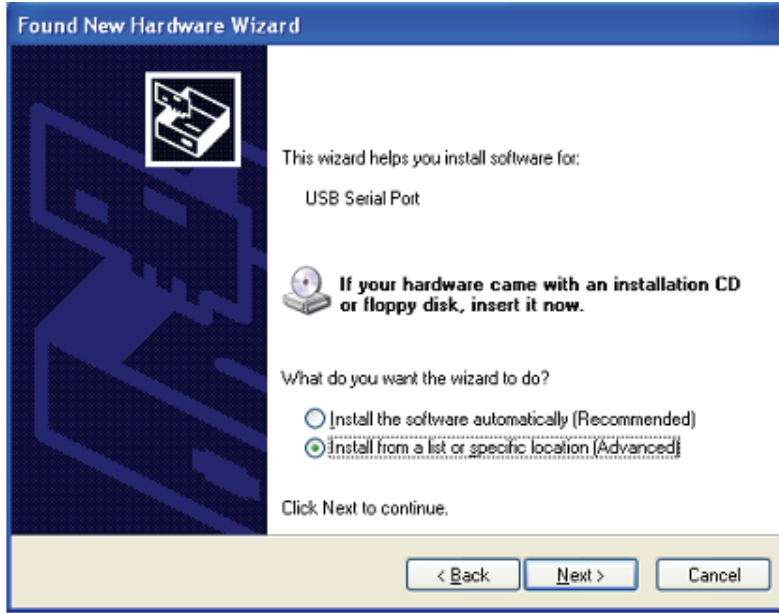 Found New Hardware Wizard
This wizard helps you install software for:
USB Serial Port
If your hardware came with an installation CD
or floppy disk, insert it now.
What do you want the wizard to do?
Install the software automatically (Recommended)
Install from a list or specific location (Advanced)
Click Next to continue.
< Back Next > Cancel